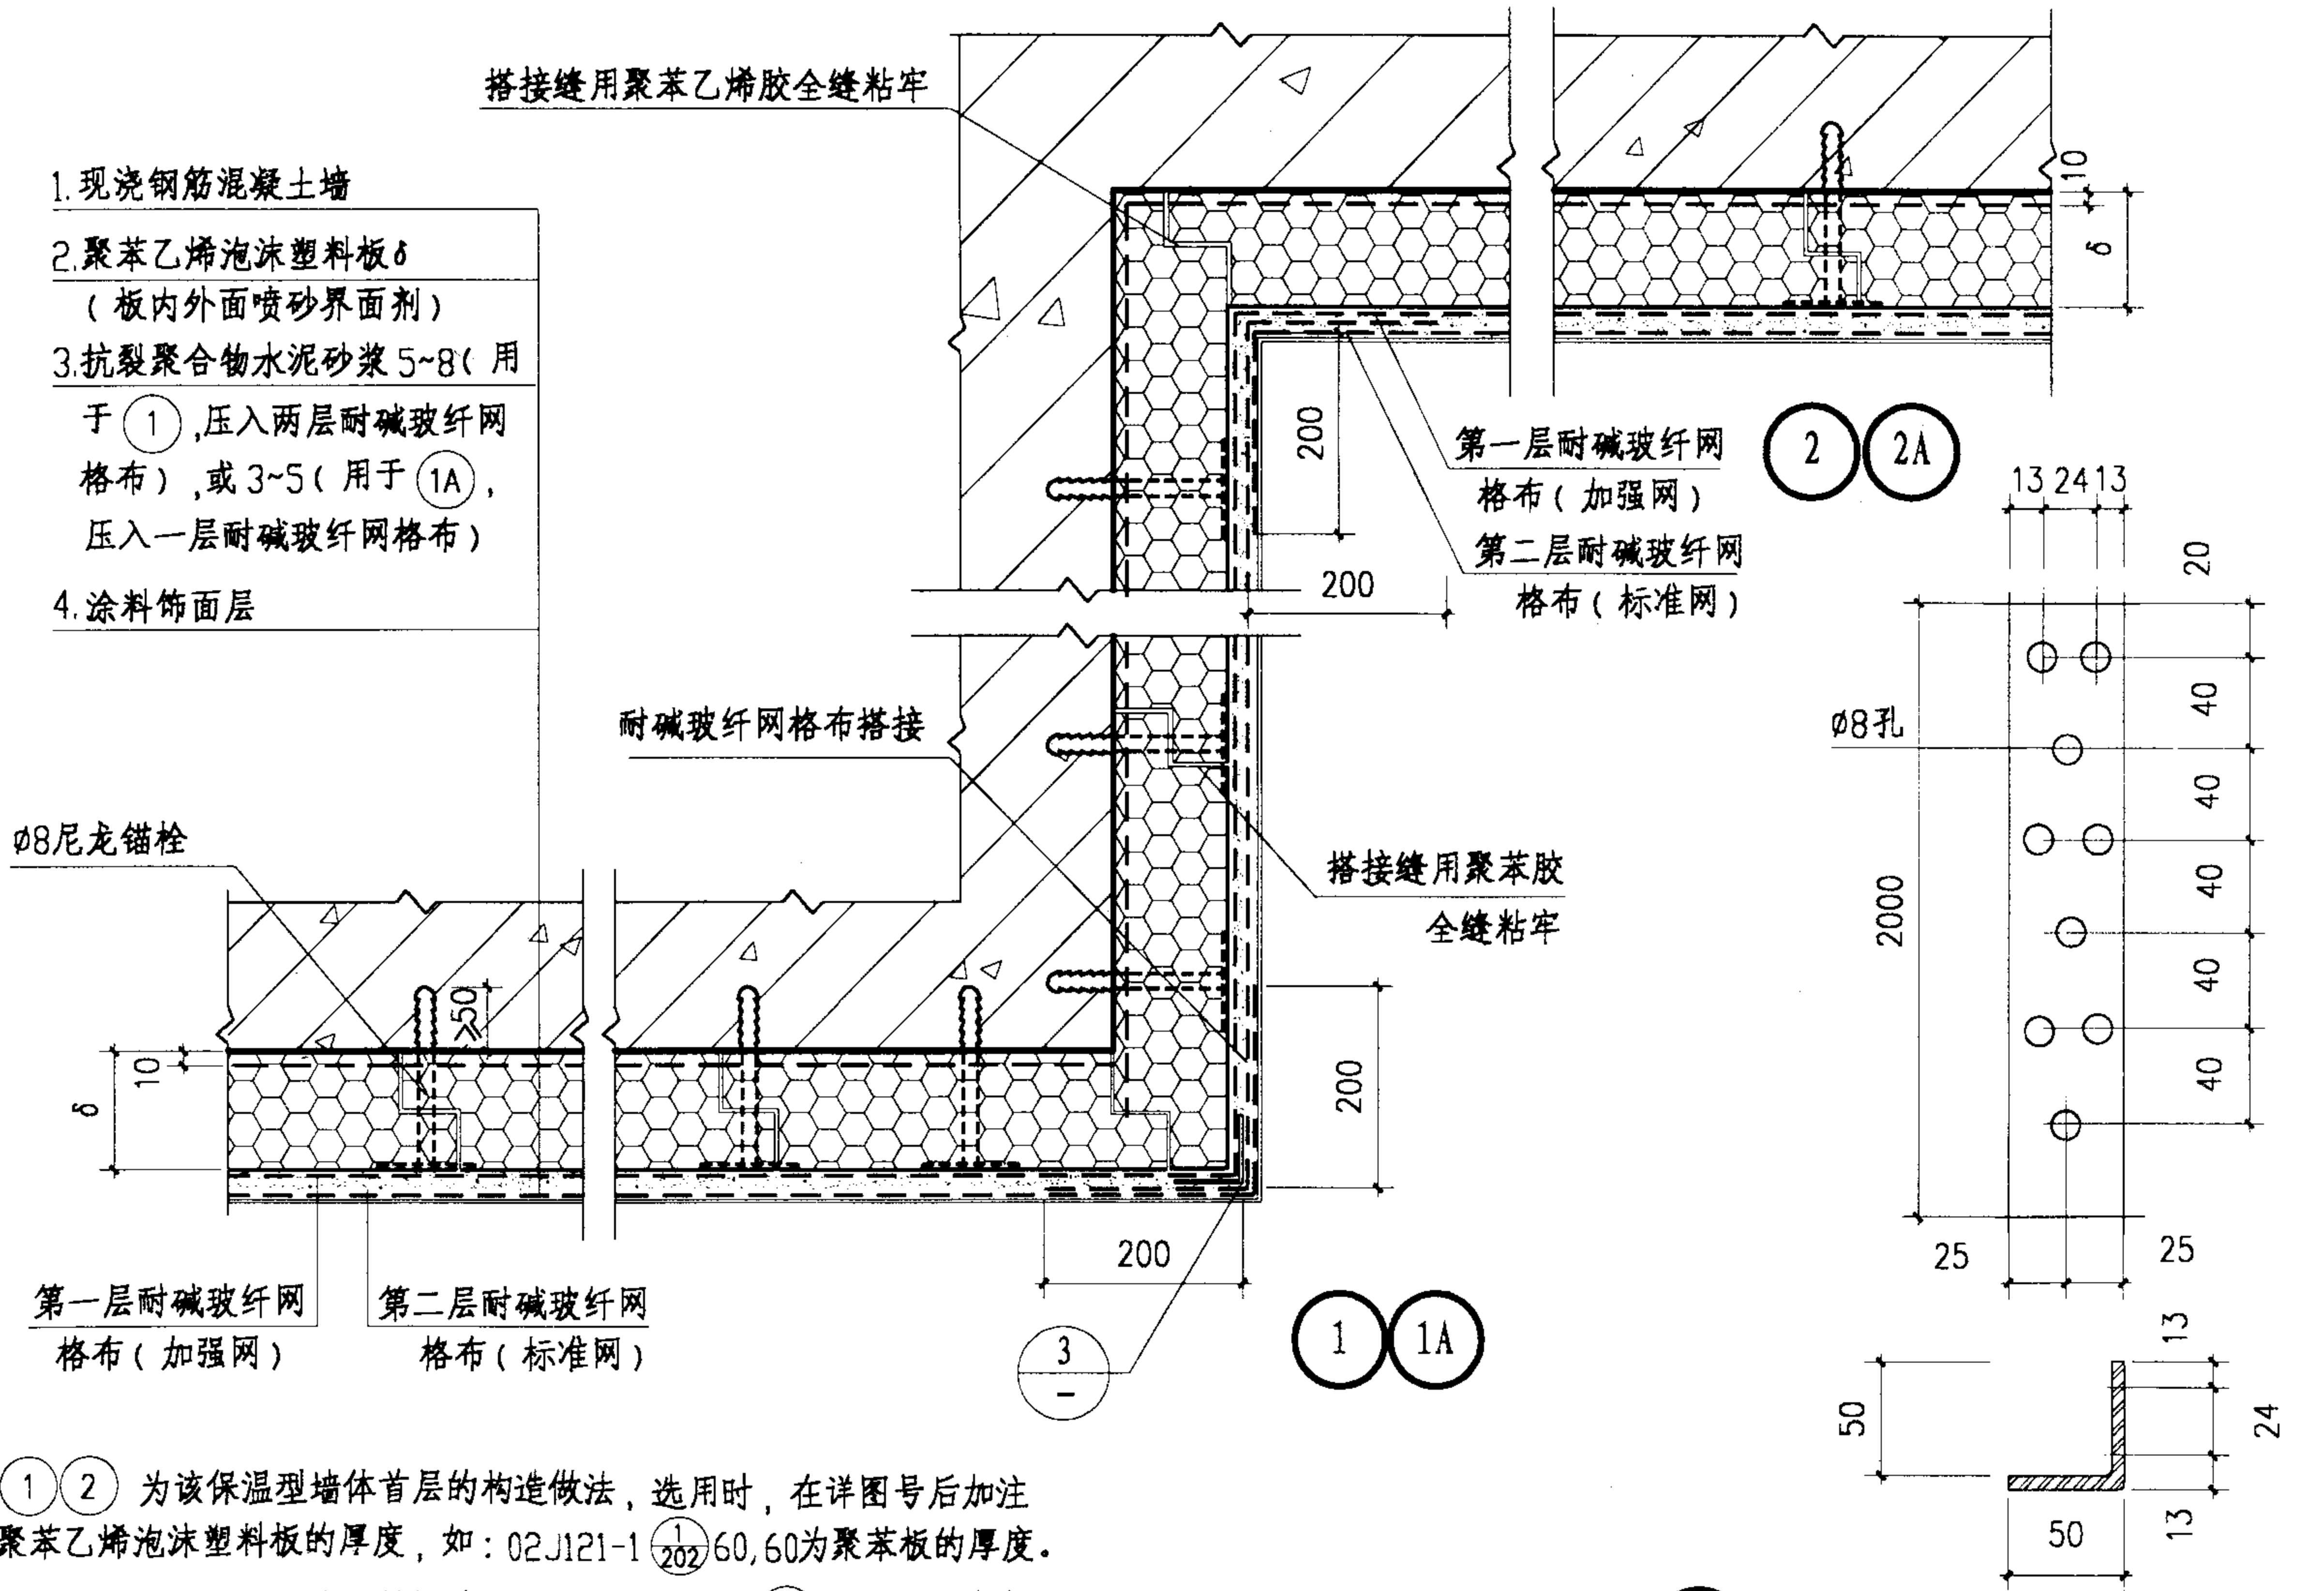 搭接缝用聚苯乙烯胶全缝粘牢
1.现浇钢筋混凝土墙
2.聚苯乙烯泡沫塑料板δ
(板内外面喷砂界面剂)
3.抗裂聚合物水泥砂浆5~8(用
于①,压入两层耐碱玻纤网
格布),或3~5(用于1A,
压入一层耐碱玻纤网格布)
4.涂料饰面层
10
δ
200
200
第一层耐碱玻纤网
格布(加强网)
第二层耐碱玻纤网
格布(标准网)
2 2A
13 24 13
20
40
40
40
40
40
ø8孔
2000
25 25
耐碱玻纤网格布搭接
ø8尼龙锚栓
搭接缝用聚苯胶
全缝粘牢
≥50
10
δ
200
200
第一层耐碱玻纤网
格布(加强网)
第二层耐碱玻纤网
格布(标准网)
3
-
1 1A
13
24
13
50
50
① ② 为该保温型墙体首层的构造做法,选用时,在详图号后加注
聚苯乙烯泡沫塑料板的厚度,如:02J121-1 1/202 60,60为聚苯板的厚度。